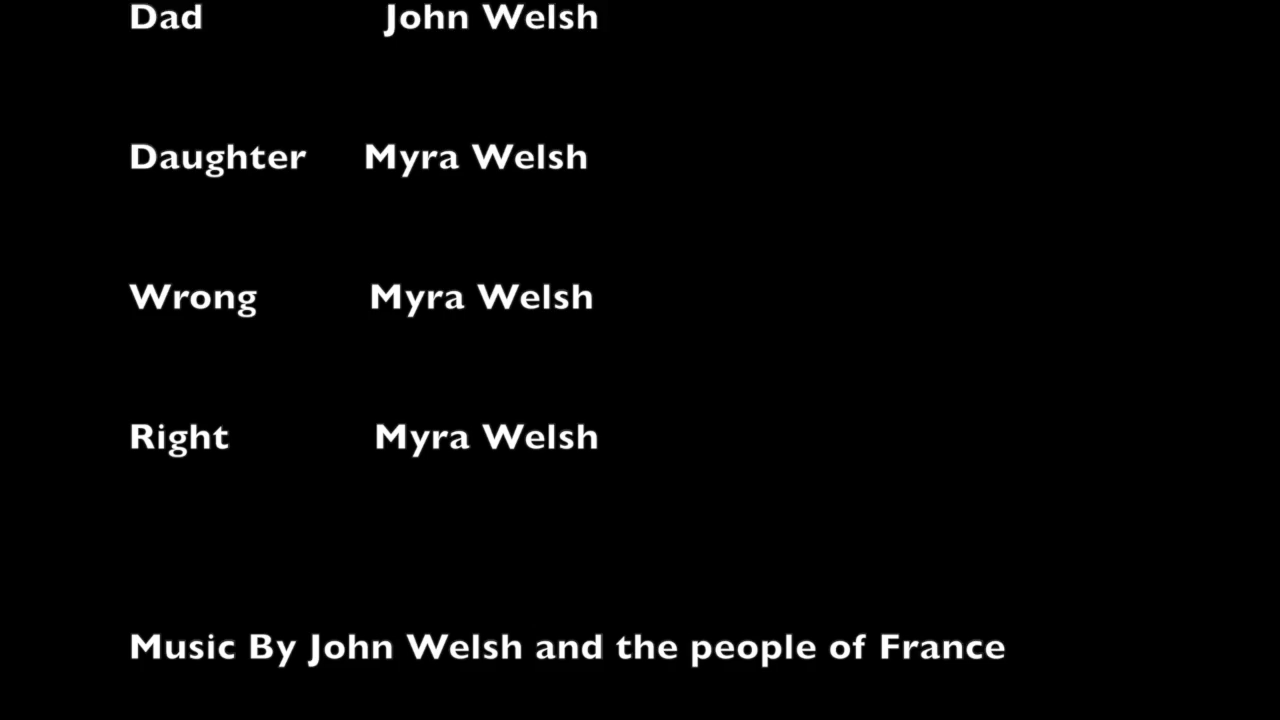 Dad John Welsh
Daughter Myra Welsh
Wrong Myra Welsh
Right Myra Welsh
Music By John Welsh and the people of France